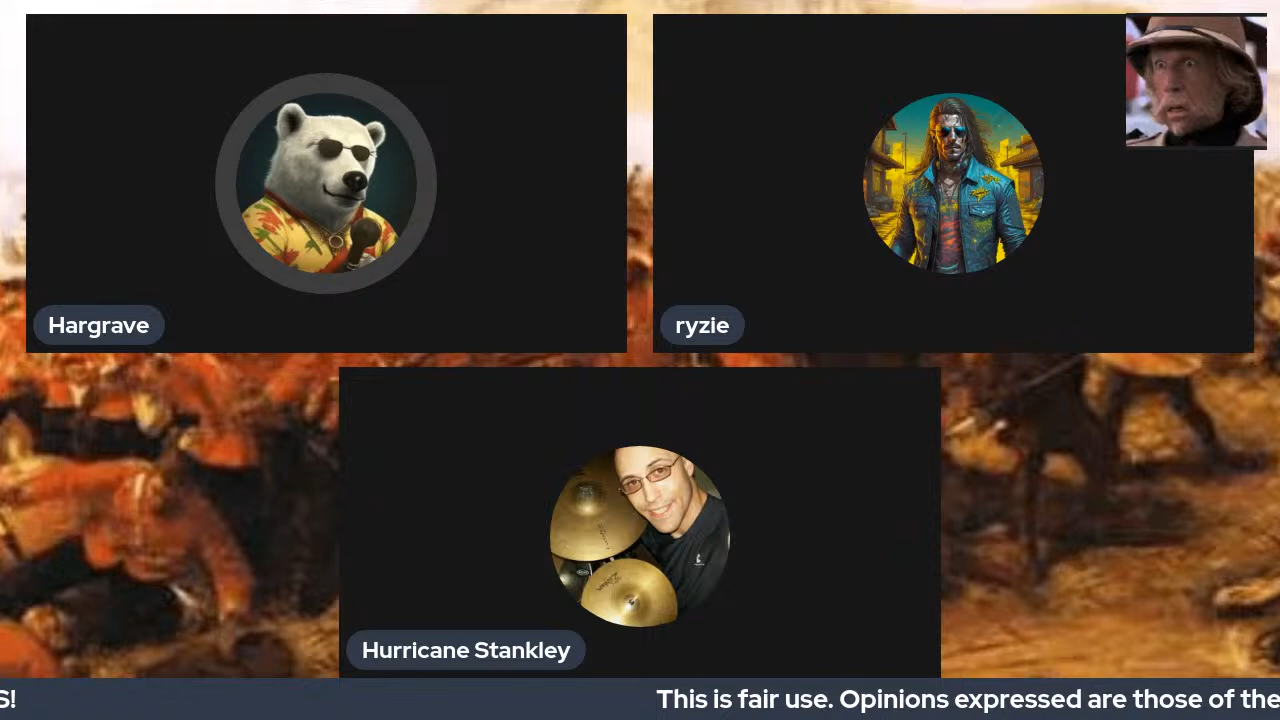 Hargrave
ryzie
Hurricane Stankley
S!
This is fair use. Opinions expressed are those of the